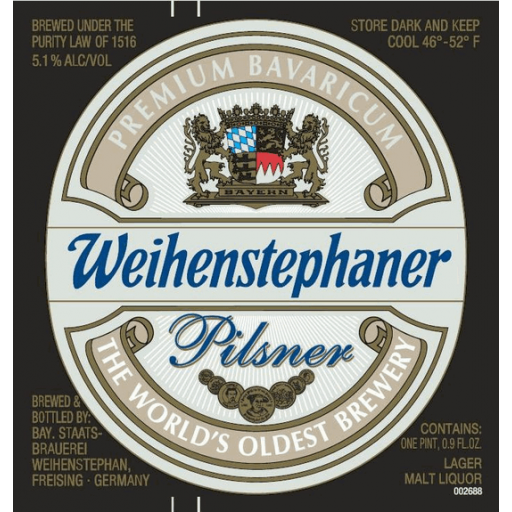 BREWED UNDER THE
PURITY LAW OF 1516
5.1% ALC/VOL
STORE DARK AND KEEP
COOL 46°-52° F
PREMIUM BAVARICUM
BAYERN
Weihenstephaner
Pilsner
THE WORLD'S OLDEST BREWERY
BREWED &
BOTTLED BY:
BAY. STAATS-
BRAUEREI
WEIHENSTEPHAN,
FREISING · GERMANY
CONTAINS:
ONE PINT, 0.9 FL.OZ.
LAGER
MALT LIQUOR
002688